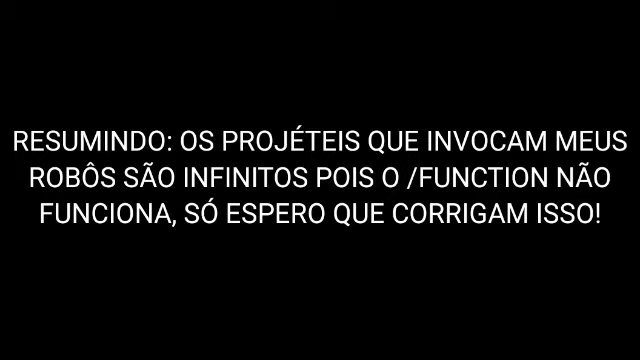 RESUMINDO: OS PROJÉTEIS QUE INVOCAM MEUS
ROBÔS SÃO INFINITOS POIS O /FUNCTION NÃO
FUNCIONA, SÓ ESPERO QUE CORRIGAM ISSO!